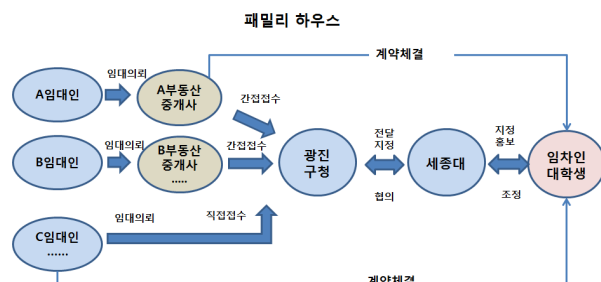 패밀리 하우스
계약체결
임대의뢰
A임대인
A부동산
중개사
간접접수
임대의뢰
B임대인
B부동산
중개사
.....
간접접수
광진
구청
전달
지정
협의
세종대
지정
홍보
조정
임차인
대학생
임대의뢰
직접접수
C임대인
......
계약체결